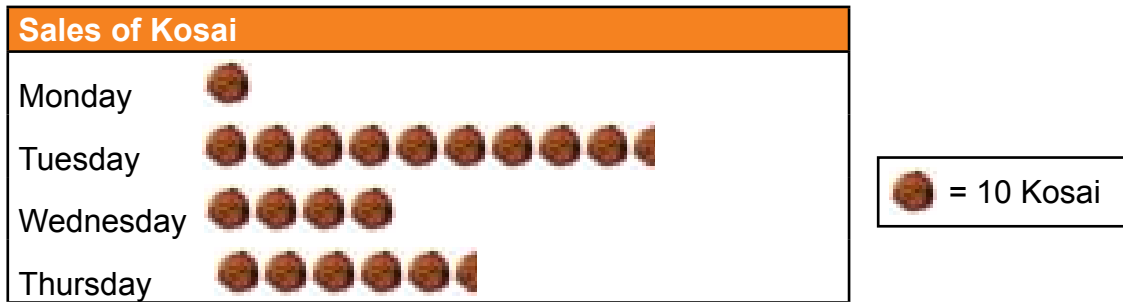 Sales of Kosai
Monday
Tuesday
Wednesday
Thursday
= 10 Kosai